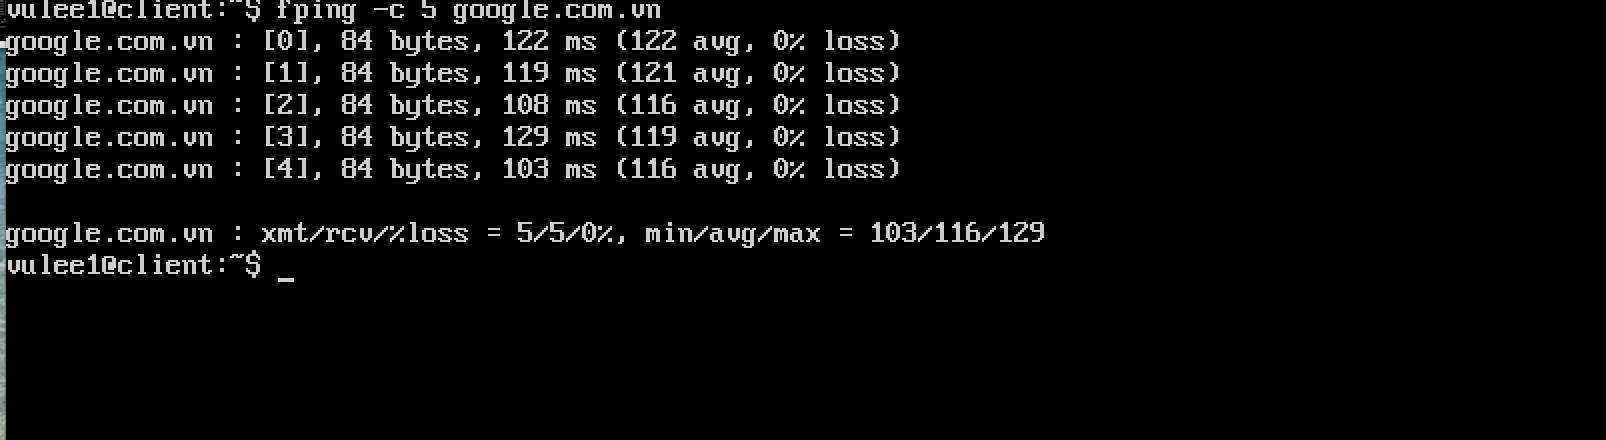 vulee1@client:~$ fping -c 5 google.com.vn
google.com.vn : [0], 84 bytes, 122 ms (122 avg, 0% loss)
google.com.vn : [1], 84 bytes, 119 ms (121 avg, 0% loss)
google.com.vn : [2], 84 bytes, 108 ms (116 avg, 0% loss)
google.com.vn : [3], 84 bytes, 129 ms (119 avg, 0% loss)
google.com.vn : [4], 84 bytes, 103 ms (116 avg, 0% loss)
google.com.vn : xmt/rcv/%loss = 5/5/0%, min/avg/max = 103/116/129
vulee1@client:~$ _